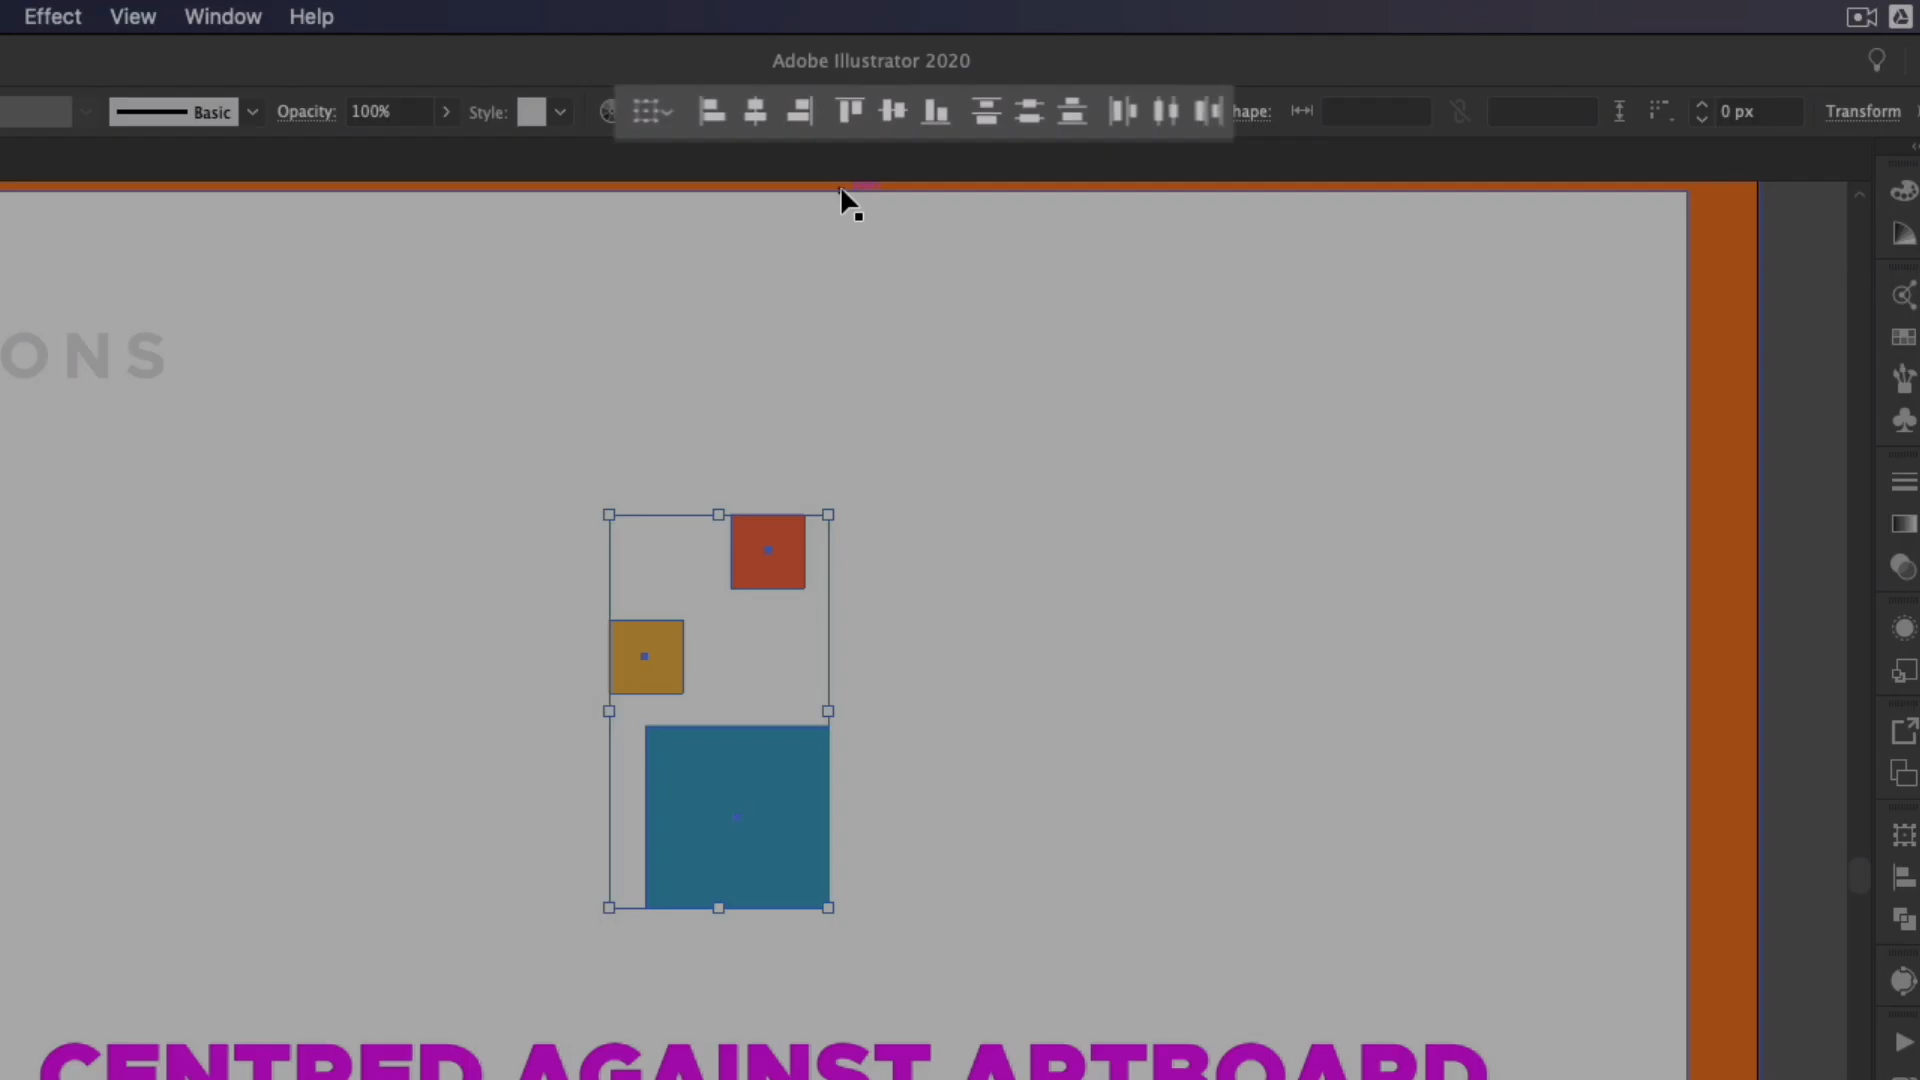 Effect View Window Help
Adobe Illustrator 2020
Basic Opacity: 100% Style: hape: 0 px Transform
ONS
CENTRED AGAINST ARTBOARD